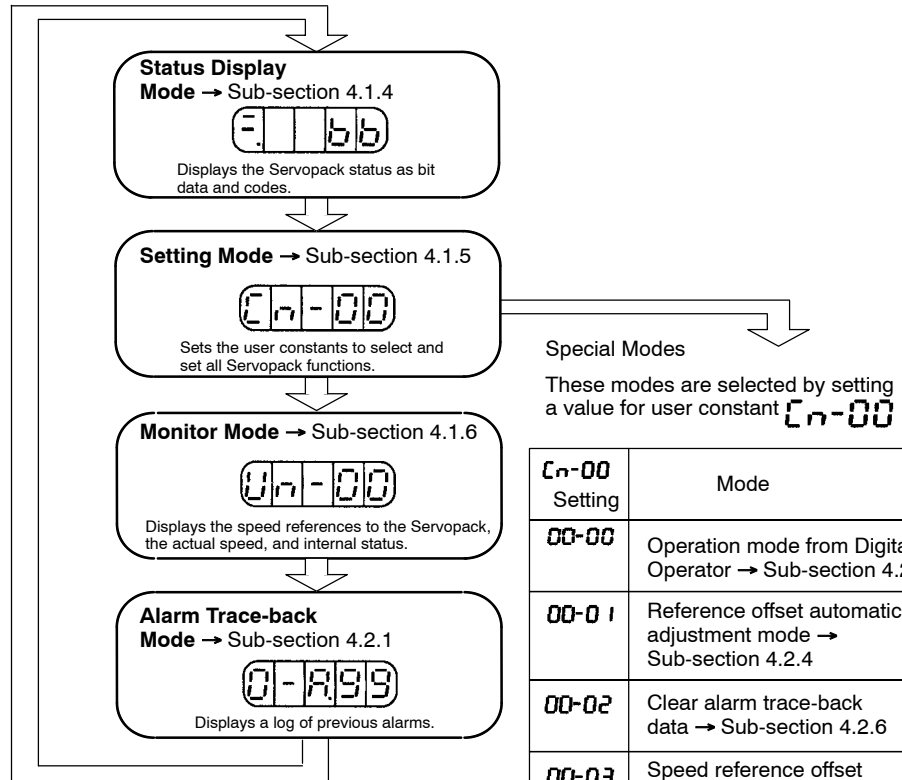 Status Display
Mode → Sub-section 4.1.4
bb
Displays the Servopack status as bit
data and codes.
Setting Mode → Sub-section 4.1.5
Cn-00
Sets the user constants to select and
set all Servopack functions.
Monitor Mode → Sub-section 4.1.6
Un-00
Displays the speed references to the Servopack,
the actual speed, and internal status.
Alarm Trace-back
Mode → Sub-section 4.2.1
0-A.99
Displays a log of previous alarms.
Special Modes
These modes are selected by setting
a value for user constant Cn-00
Cn-00
Setting
Mode
00-00
Operation mode from
Operator → Sub-section
00-01
Reference offset automatic
adjustment mode →
Sub-section 4.2.4
00-02
Clear alarm trace-back
data → Sub-section 4.2.6
00-03
Speed reference offset